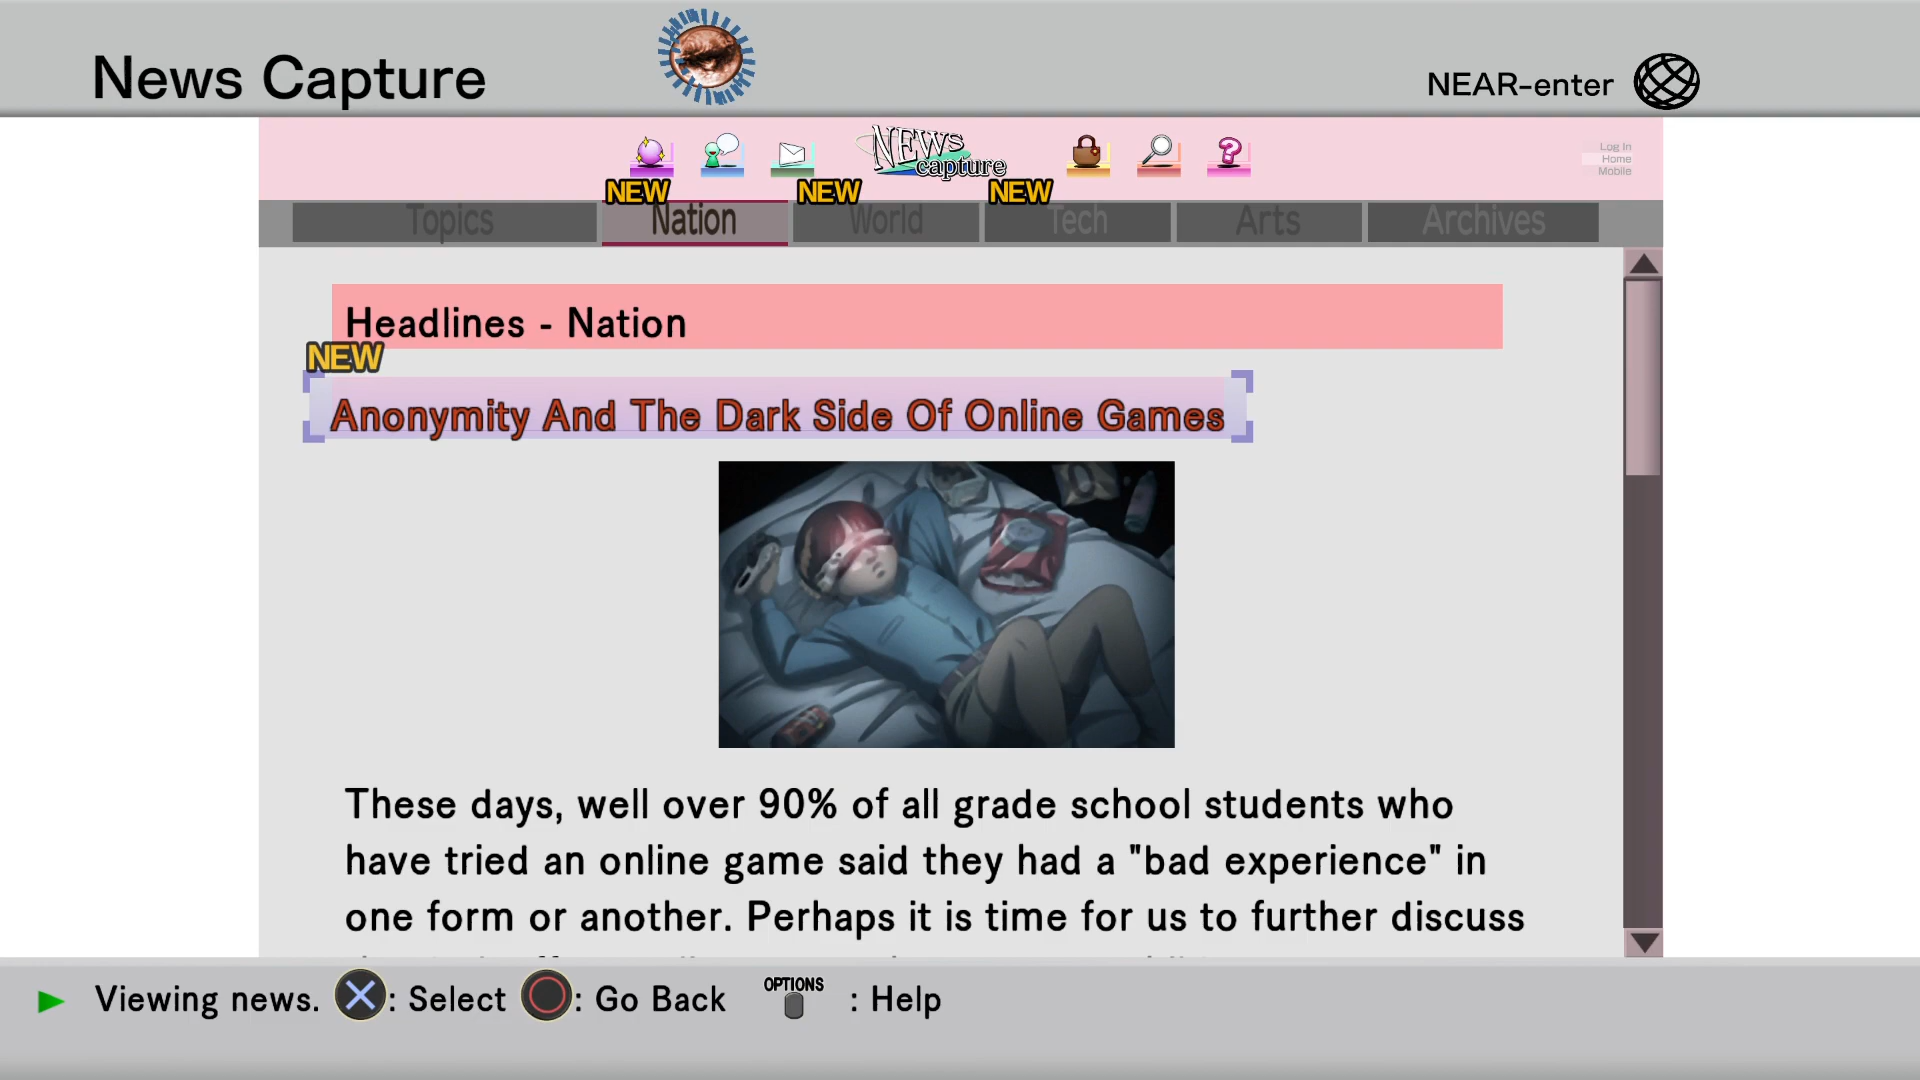 News Capture
NEAR-enter
NEWS
capture
Log In
Home
Mobile
NEW
NEW
NEW
Topics
Nation
World
Tech
Arts
Archives
Headlines - Nation
NEW
Anonymity And The Dark Side Of Online Games
These days, well over 90% of all grade school students who
have tried an online game said they had a "bad experience" in
one form or another. Perhaps it is time for us to further discuss
Viewing news. : Select : Go Back OPTIONS : Help